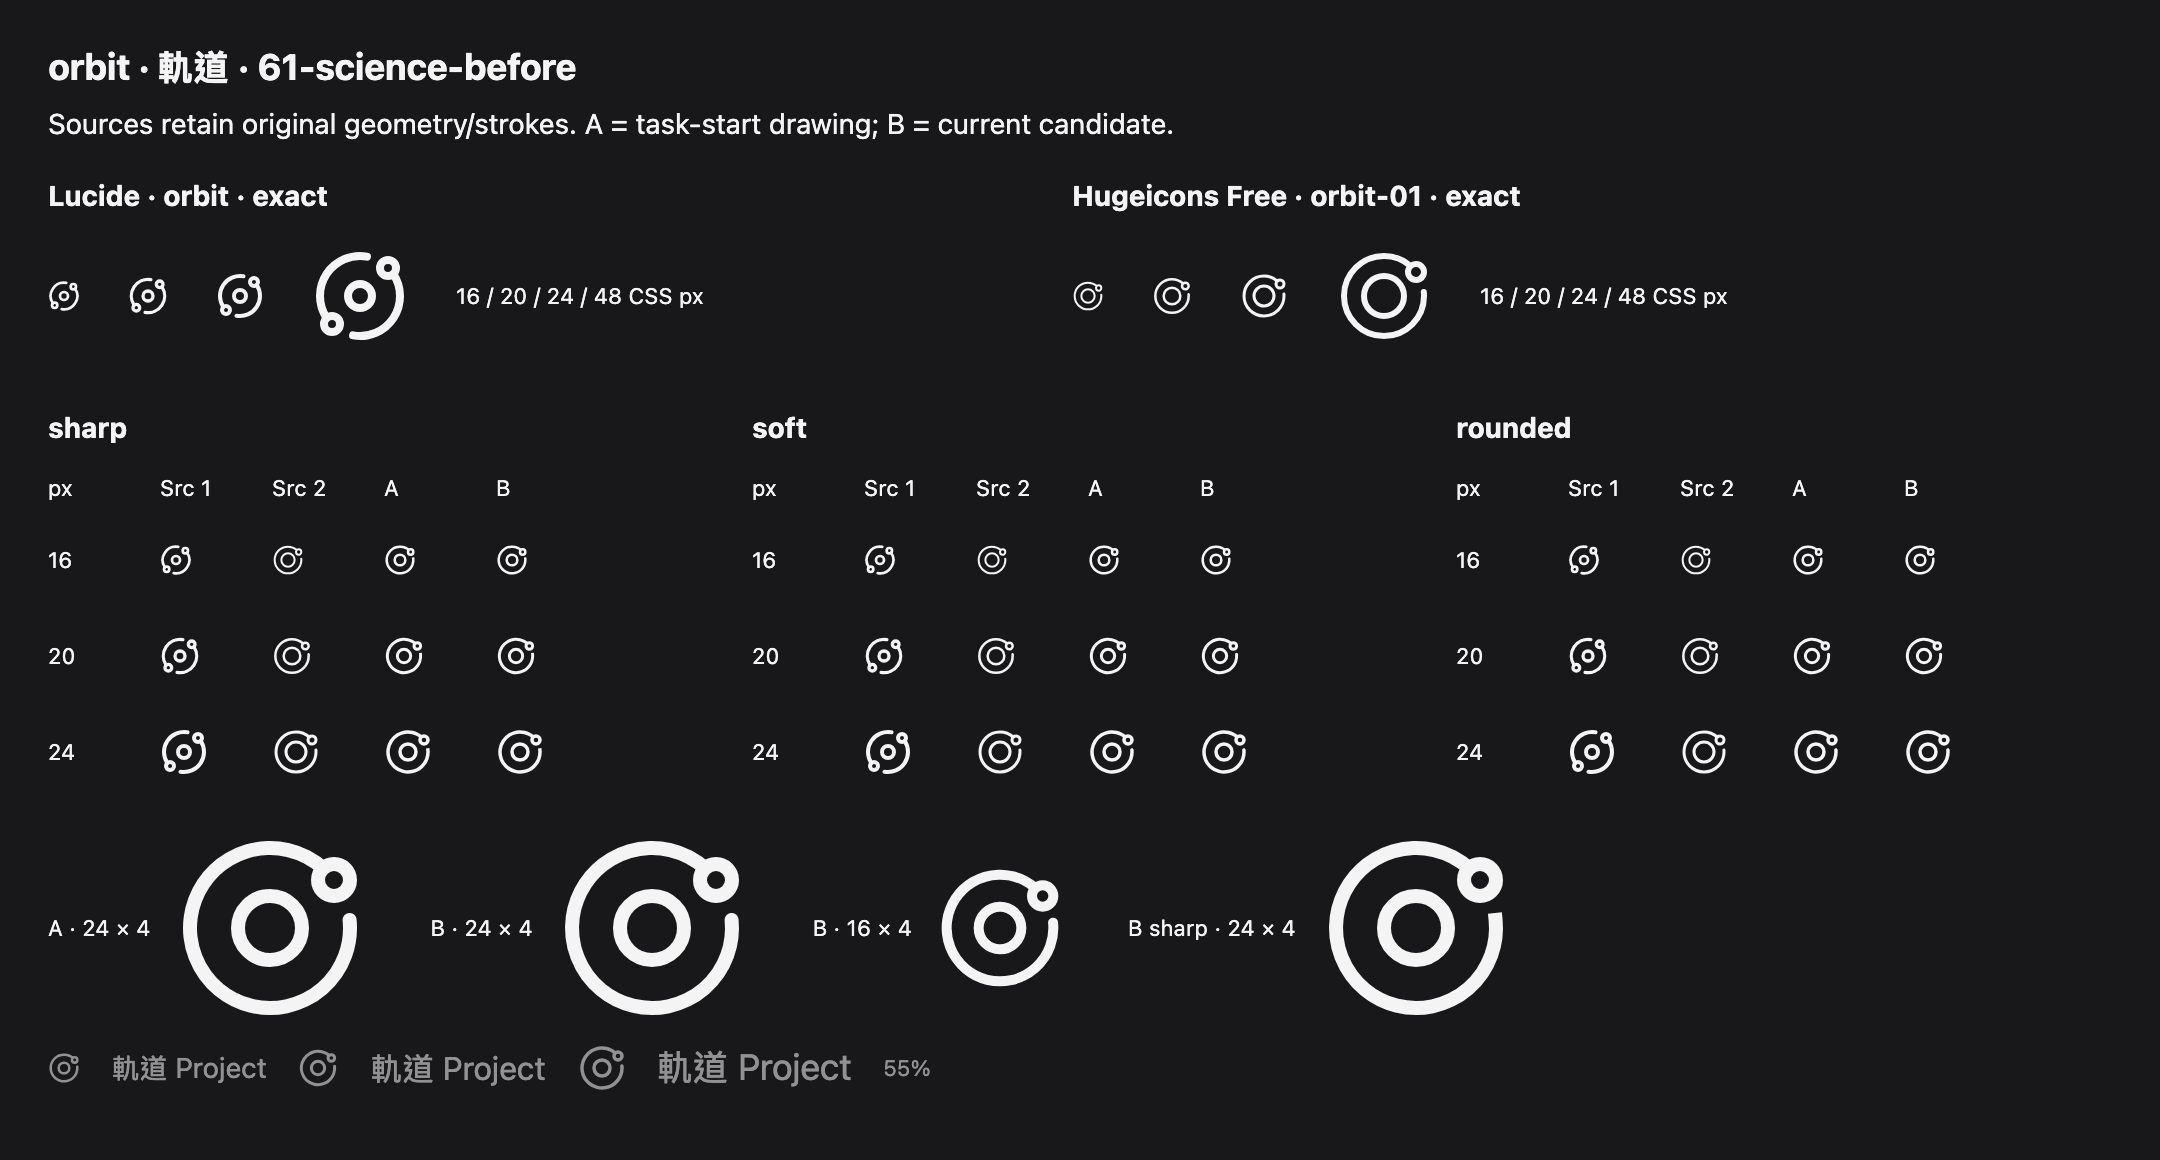 orbit · 軌道 · 61-science-before
Sources retain original geometry/strokes. A = task-start drawing; B = current candidate.
Lucide · orbit · exact
16 / 20 / 24 / 48 CSS px
Hugeicons Free · orbit-01 · exact
16 / 20 / 24 / 48 CSS px
sharp
px Src 1 Src 2 A B
16
20
24
soft
px Src 1 Src 2 A B
16
20
24
rounded
px Src 1 Src 2 A B
16
20
24
A · 24 × 4
B · 24 × 4
B · 16 × 4
B sharp · 24 × 4
軌道 Project 軌道 Project 軌道 Project 55%